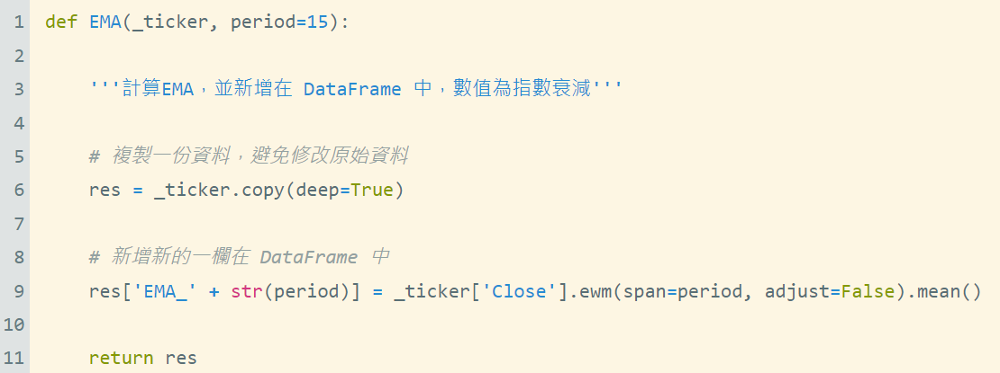 1 def EMA(_ticker, period=15):
2
3     '''計算EMA，並新增在 DataFrame 中，數值為指數衰減'''
4
5     # 複製一份資料，避免修改原始資料
6     res = _ticker.copy(deep=True)
7
8     # 新增新的一欄在 DataFrame 中
9     res['EMA_' + str(period)] = _ticker['Close'].ewm(span=period, adjust=False).mean()
10
11     return res